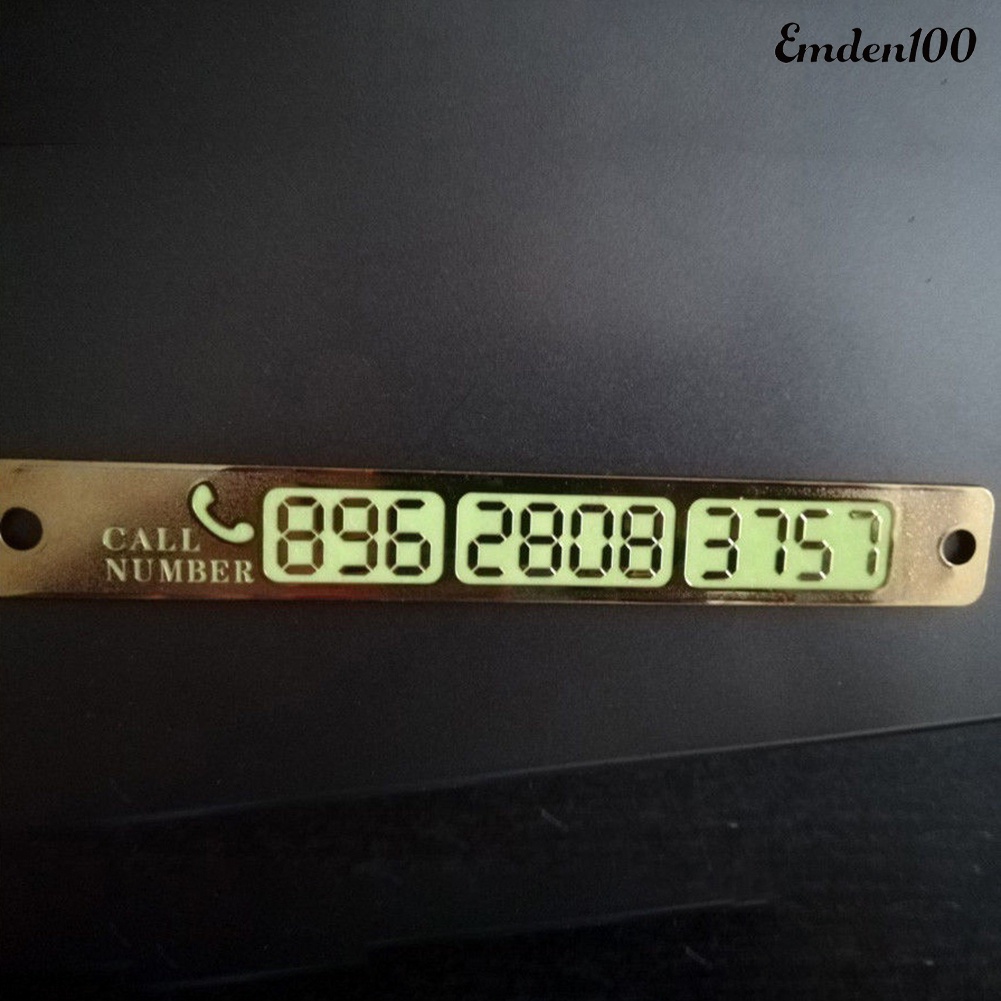 Emden100
CALL
NUMBER
896 2808 3757